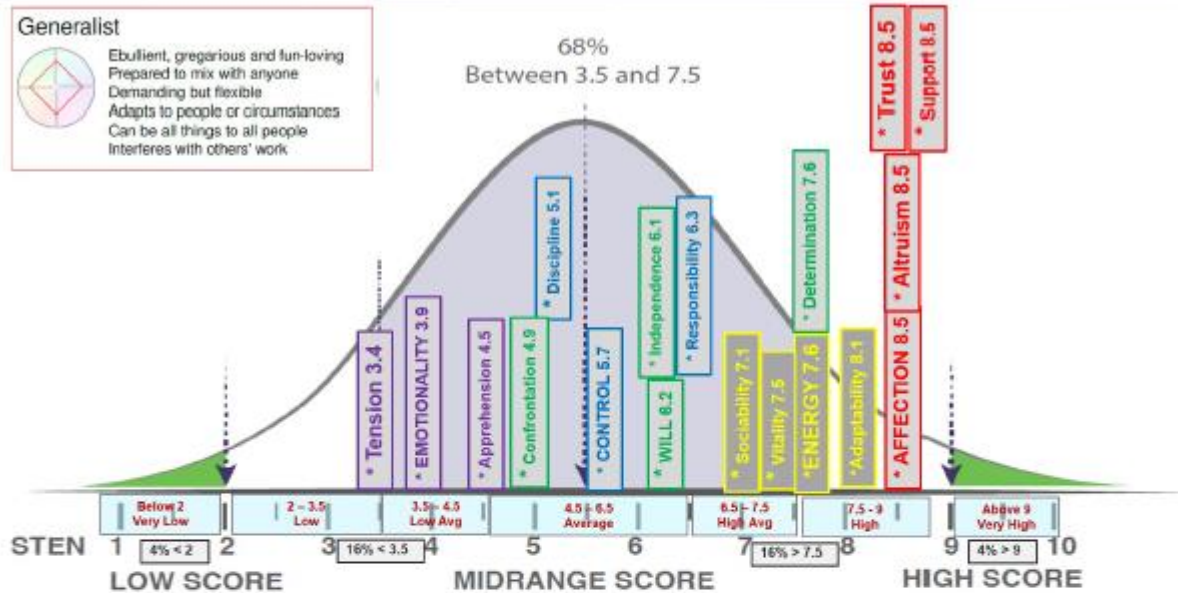 Generalist
Ebullient, gregarious and fun-loving
Prepared to mix with anyone
Demanding but flexible
Adapts to people or circumstances
Can be all things to all people
Interferes with others' work
68%
Between 3.5 and 7.5
* Tension 3.4
* EMOTIONALITY 3.9
* Apprehension 4.5
* Confrontation 4.9
* Discipline 5.1
* CONTROL 5.7
* Independence 6.1
* WILL 6.2
* Responsibility 6.3
* Sociability 7.1
* Vitality 7.5
* Determination 7.6
*ENERGY 7.6
*Adaptability 8.1
* Trust 8.5
* Support 8.5
* Altruism 8.5
*AFFECTION 8.5
Below 2
Very Low
2 – 3.5
Low
3.5 – 4.5
Low Avg
4.5 – 6.5
Average
6.5 – 7.5
High Avg
7.5 - 9
High
Above 9
Very High
STEN 1 2 3 4 5 6 7 8 9 10
4% < 2
16% < 3.5
16% > 7.5
4% > 9
LOW SCORE MIDRANGE SCORE HIGH SCORE